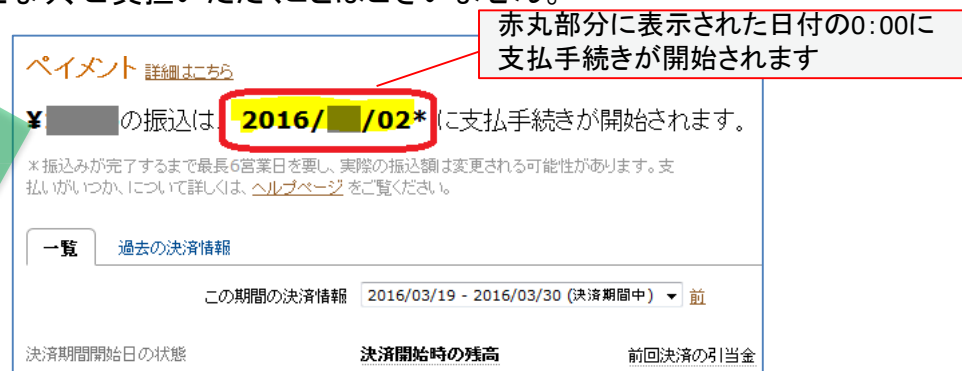 赤丸部分に表示された日付の0:00に
支払手続きが開始されます
ペイメント 詳細はこちら
¥ の振込は、 2016/ /02* に支払手続きが開始されます。
*振込みが完了するまで最長6営業日を要し、実際の振込額は変更される可能性があります。支
払いがいつか、について詳しくは、ヘルプページ をご覧ください。
一覧 過去の決済情報
この期間の決済情報 2016/03/19 - 2016/03/30 (決済期間中) 前
決済期間開始日の状態 決済開始時の残高 前回決済の引当金